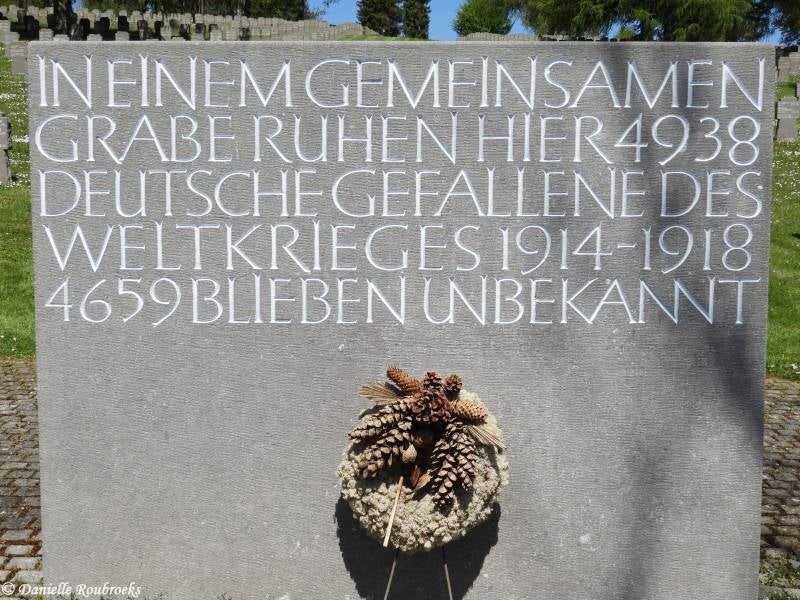 IN EINEM GEMEINSAMEN
GRABE RUHEN HIER 4938
DEUTSCHE GEFALLENE DES
WELTKRIEGES 1914-1918
4659 BLIEBEN UNBEKANNT
© Danielle Roubroeks